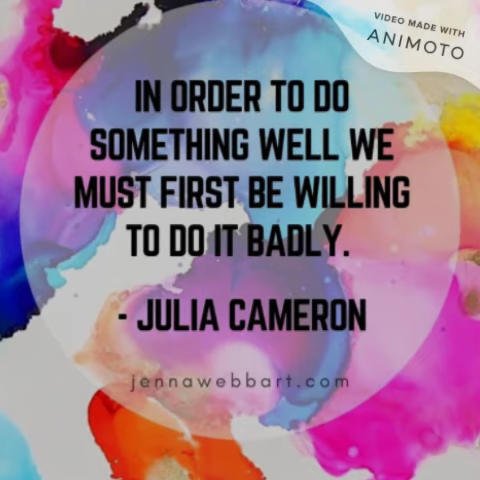 VIDEO MADE WITH
ANIMOTO
IN ORDER TO DO
SOMETHING WELL WE
MUST FIRST BE WILLING
TO DO IT BADLY.
- JULIA CAMERON
jennawebbart.com